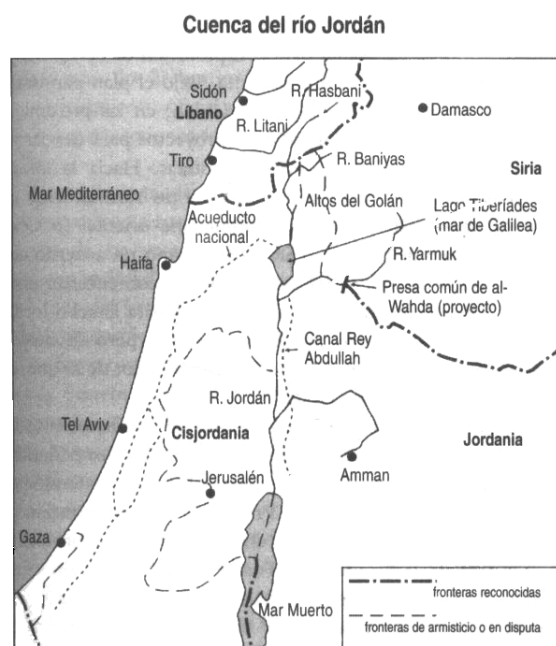 Cuenca del río Jordán
Sidón
Líbano
R. Hasbani
Damasco
R. Litani
Tiro
R. Baniyas
Siria
Mar Mediterráneo
Altos del Golán
Lago Tiberíades
(mar de Galilea)
Acueducto
nacional
R. Yarmuk
Haifa
Presa común de al-
Wahda (proyecto)
Canal Rey
Abdullah
R. Jordán
Tel Aviv
Cisjordania
Jordania
Jerusalén
Amman
Gaza
Mar Muerto
fronteras reconocidas
fronteras de armisticio o en disputa